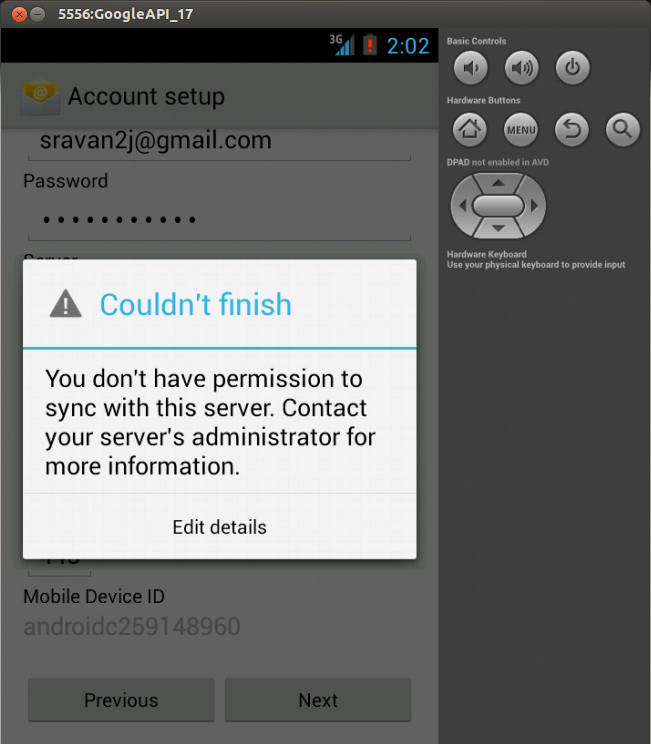 5556:GoogleAPI_17
3G
2:02
Account setup
sravan2j@gmail.com
Password
Couldn't finish
You don't have permission to
sync with this server. Contact
your server's administrator for
more information.
Edit details
Mobile Device ID
androidc259148960
Previous
Next
Basic Controls
Hardware Buttons
MENU
DPAD not enabled in AVD
Hardware Keyboard
Use your physical keyboard to provide input